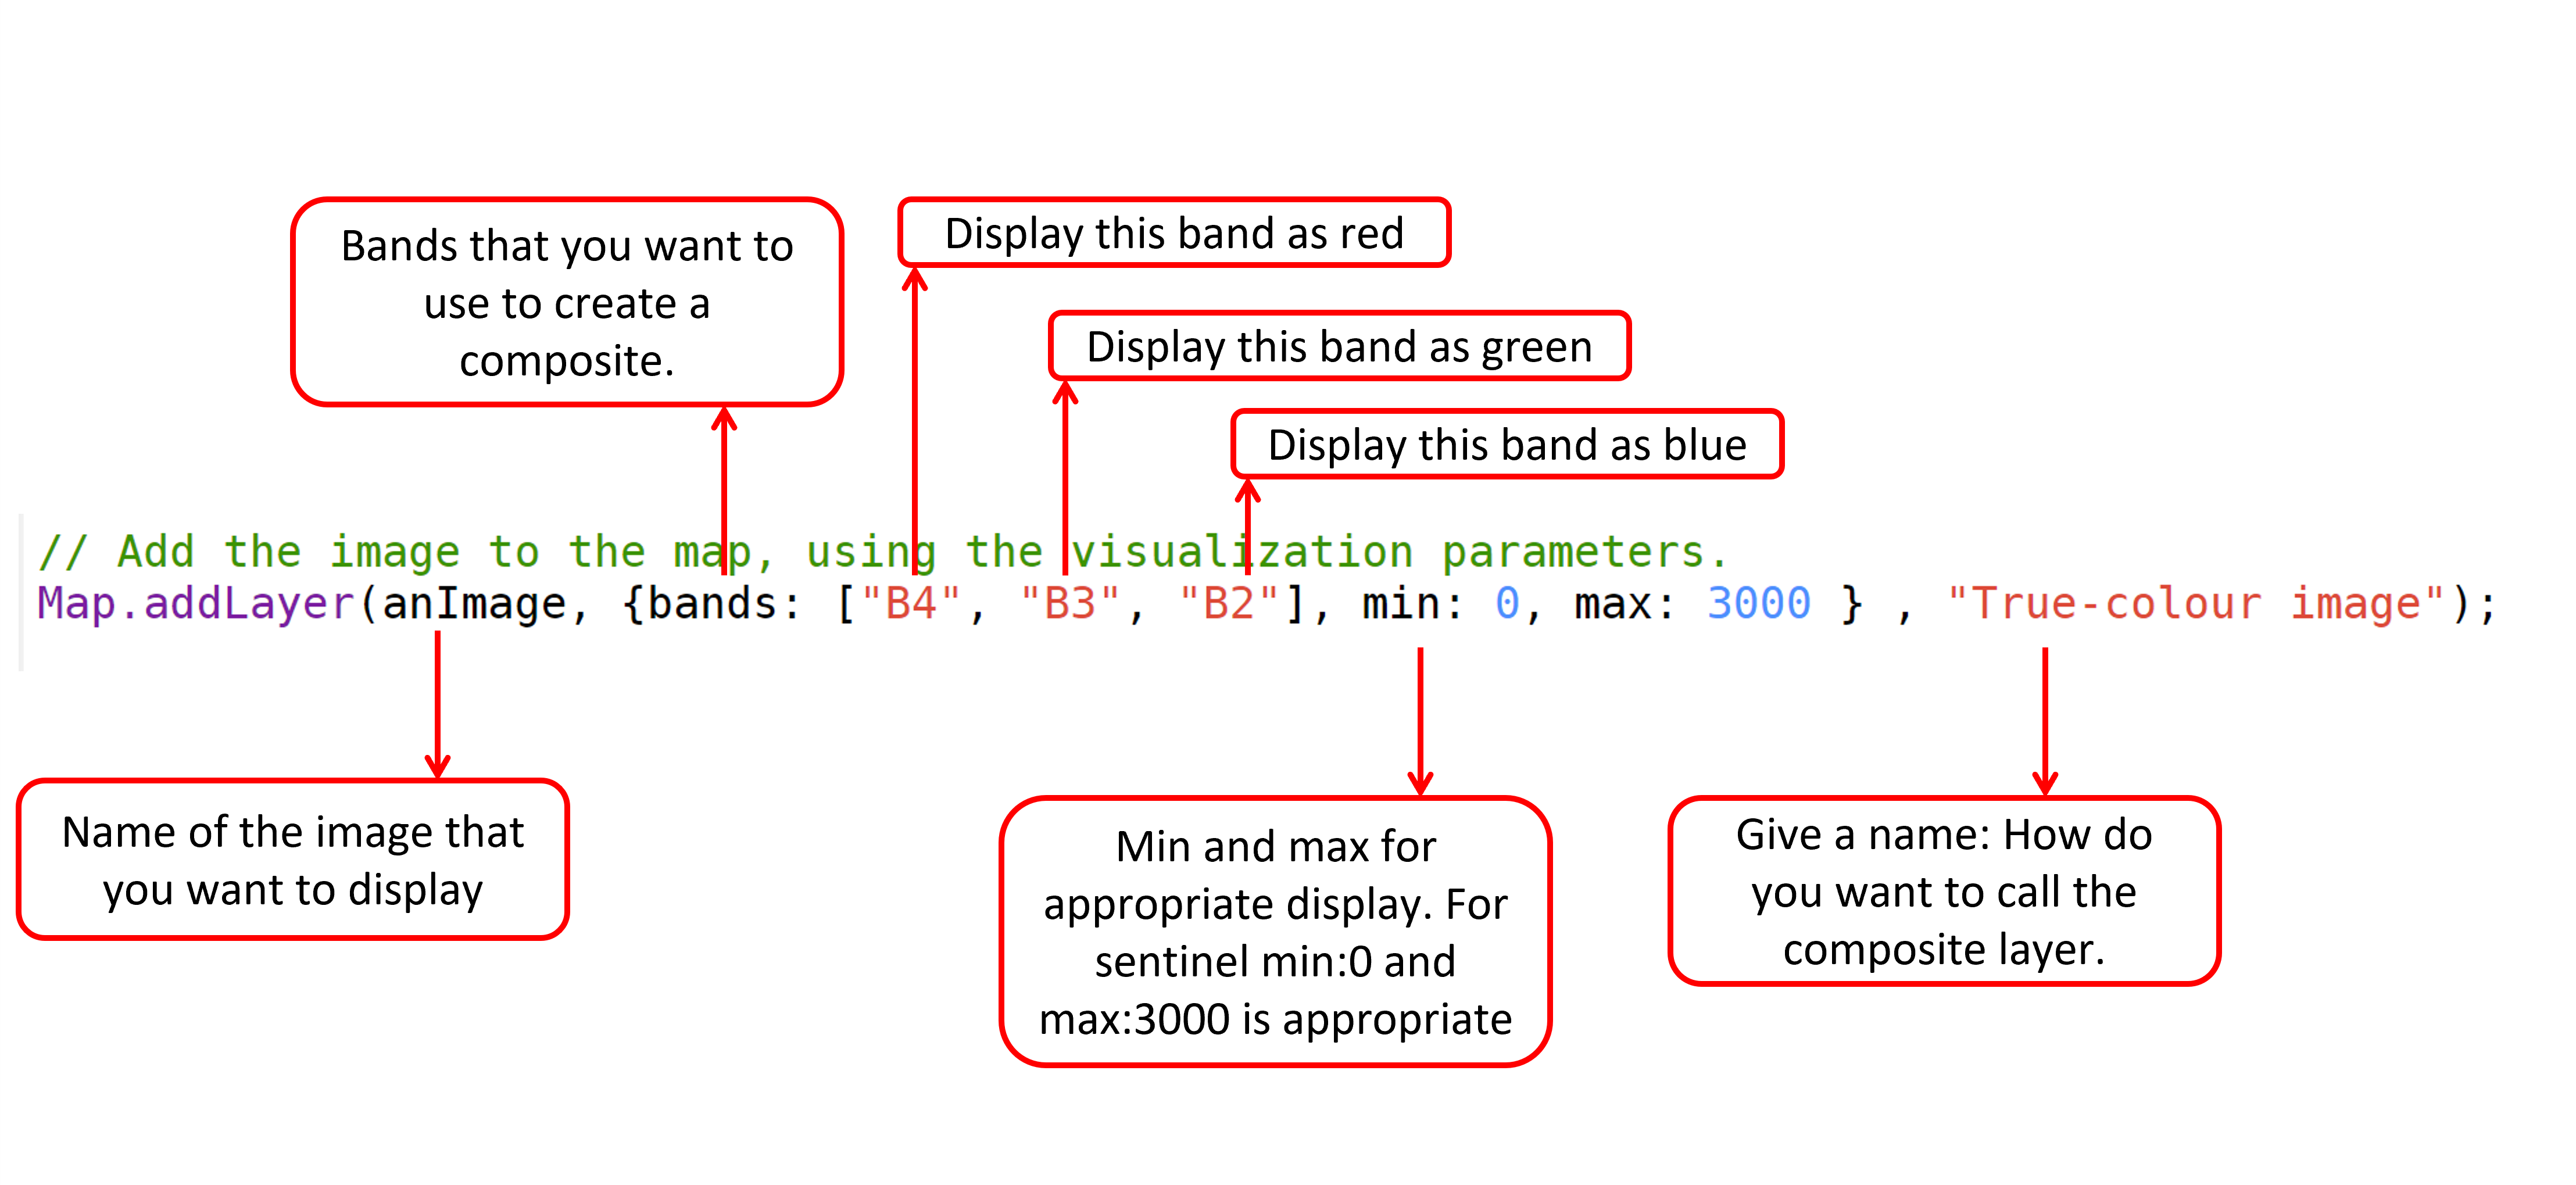 Bands that you want to
use to create a
composite.
Display this band as red
Display this band as green
Display this band as blue
// Add the image to the map, using the visualization parameters.
Map.addLayer(anImage, {bands: ["B4", "B3", "B2"], min: 0, max: 3000 } , "True-colour image");
Name of the image that
you want to display
Min and max for
appropriate display. For
sentinel min:0 and
max:3000 is appropriate
Give a name: How do
you want to call the
composite layer.